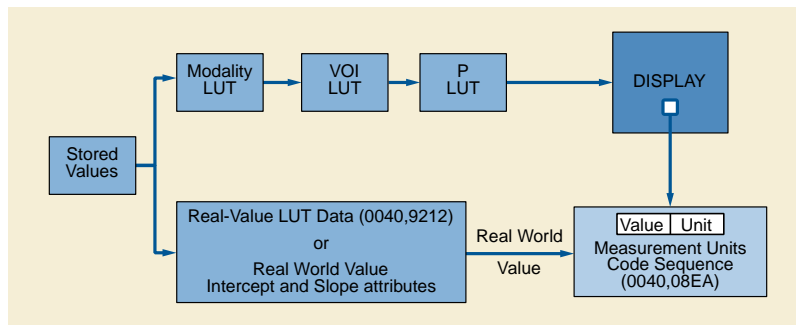 Modality
LUT
VOI
LUT
P
LUT
DISPLAY
Stored
Values
Real-Value LUT Data (0040,9212)
or
Real World Value
Intercept and Slope attributes
Real World
Value
Value Unit
Measurement Units
Code Sequence
(0040,08EA)